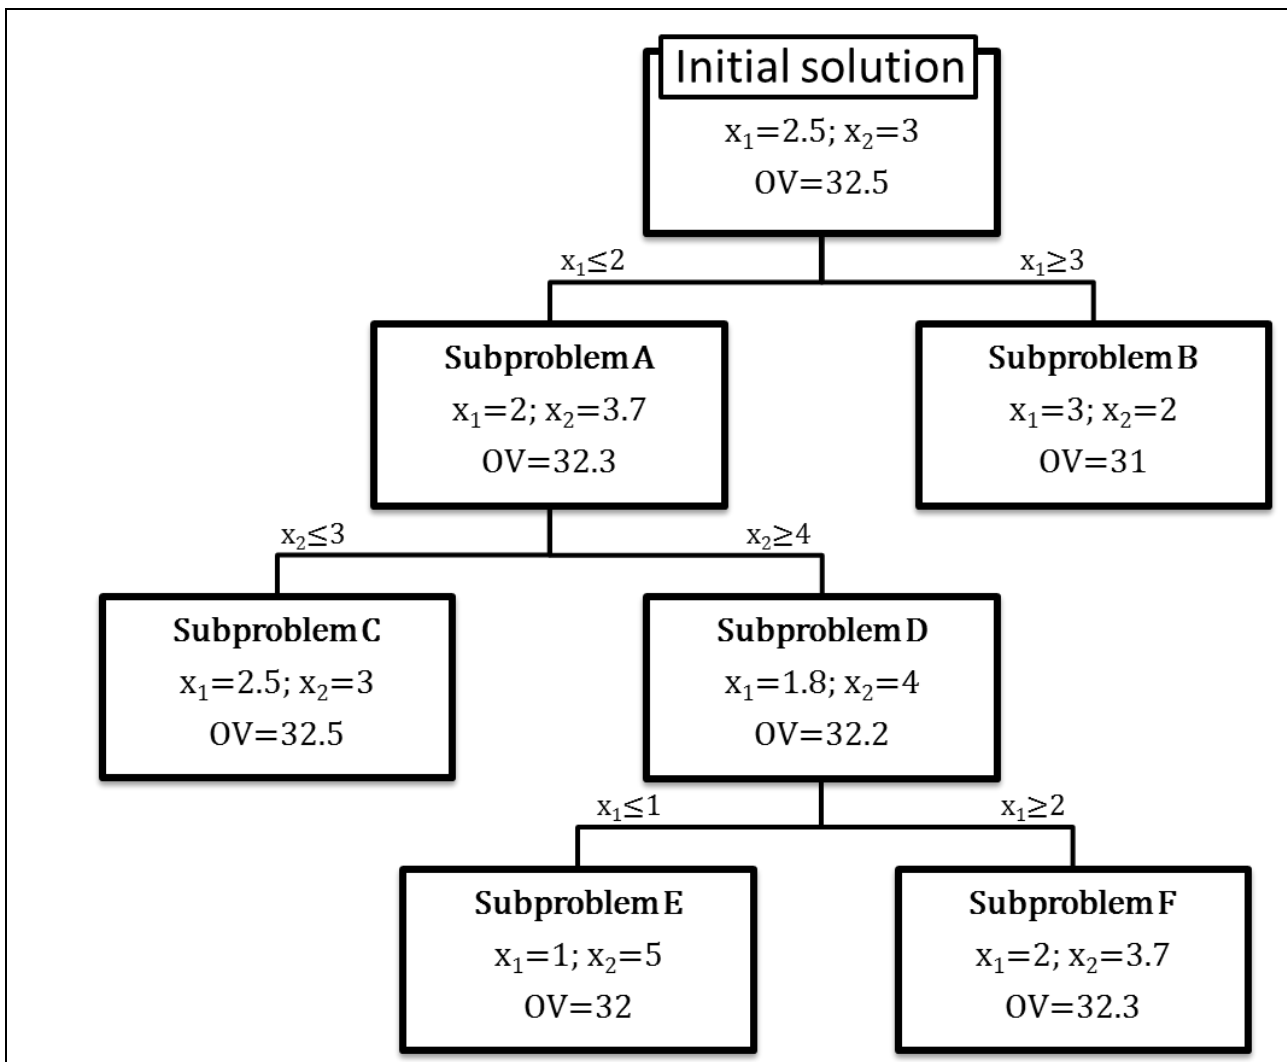 Initial solution
x₁=2.5; x₂=3
OV=32.5
x₁≤2
x₁≥3
Subproblem A
x₁=2; x₂=3.7
OV=32.3
Subproblem B
x₁=3; x₂=2
OV=31
x₂≤3
x₂≥4
Subproblem C
x₁=2.5; x₂=3
OV=32.5
Subproblem D
x₁=1.8; x₂=4
OV=32.2
x₁≤1
x₁≥2
Subproblem E
x₁=1; x₂=5
OV=32
Subproblem F
x₁=2; x₂=3.7
OV=32.3